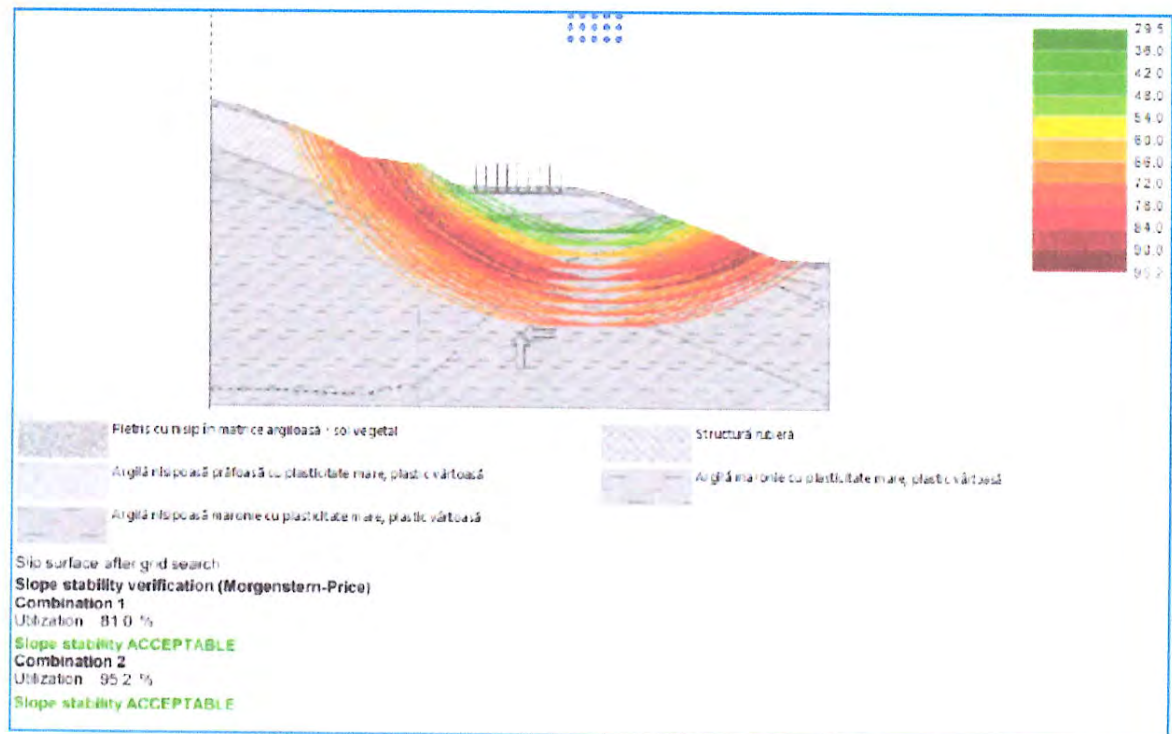 29.5
36.0
42.0
48.0
54.0
60.0
66.0
72.0
78.0
84.0
90.0
95.2
Pietris cu nisip în matrice argiloasă + sol vegetal
Structură rutieră
Argilă nisipoasă prăfoasă cu plasticitate mare, plastic vârtoasă
Argilă maronie cu plasticitate mare, plastic vârtoasă
Argilă nisipoasă maronie cu plasticitate mare, plastic vârtoasă
Slip surface after grid search
Slope stability verification (Morgenstern-Price)
Combination 1
Utilization 81.0 %
Slope stability ACCEPTABLE
Combination 2
Utilization 95.2 %
Slope stability ACCEPTABLE